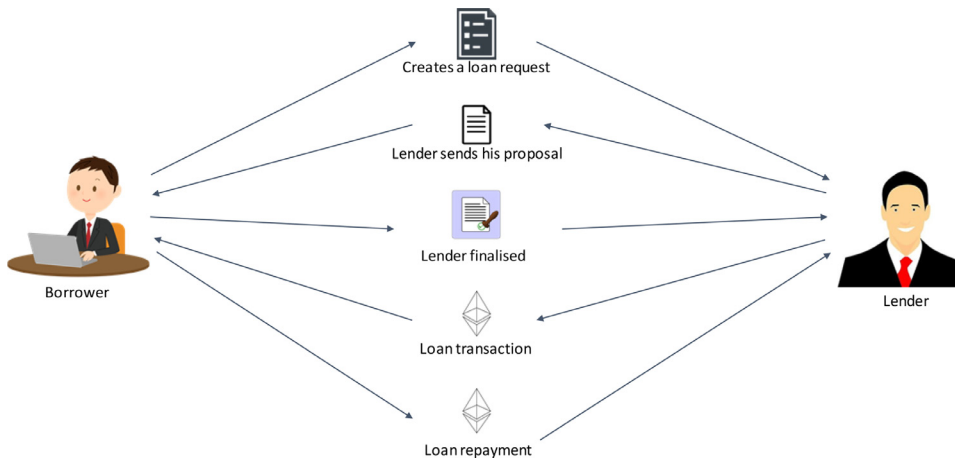 Creates a loan request
Lender sends his proposal
Lender finalised
Borrower
Lender
Loan transaction
Loan repayment